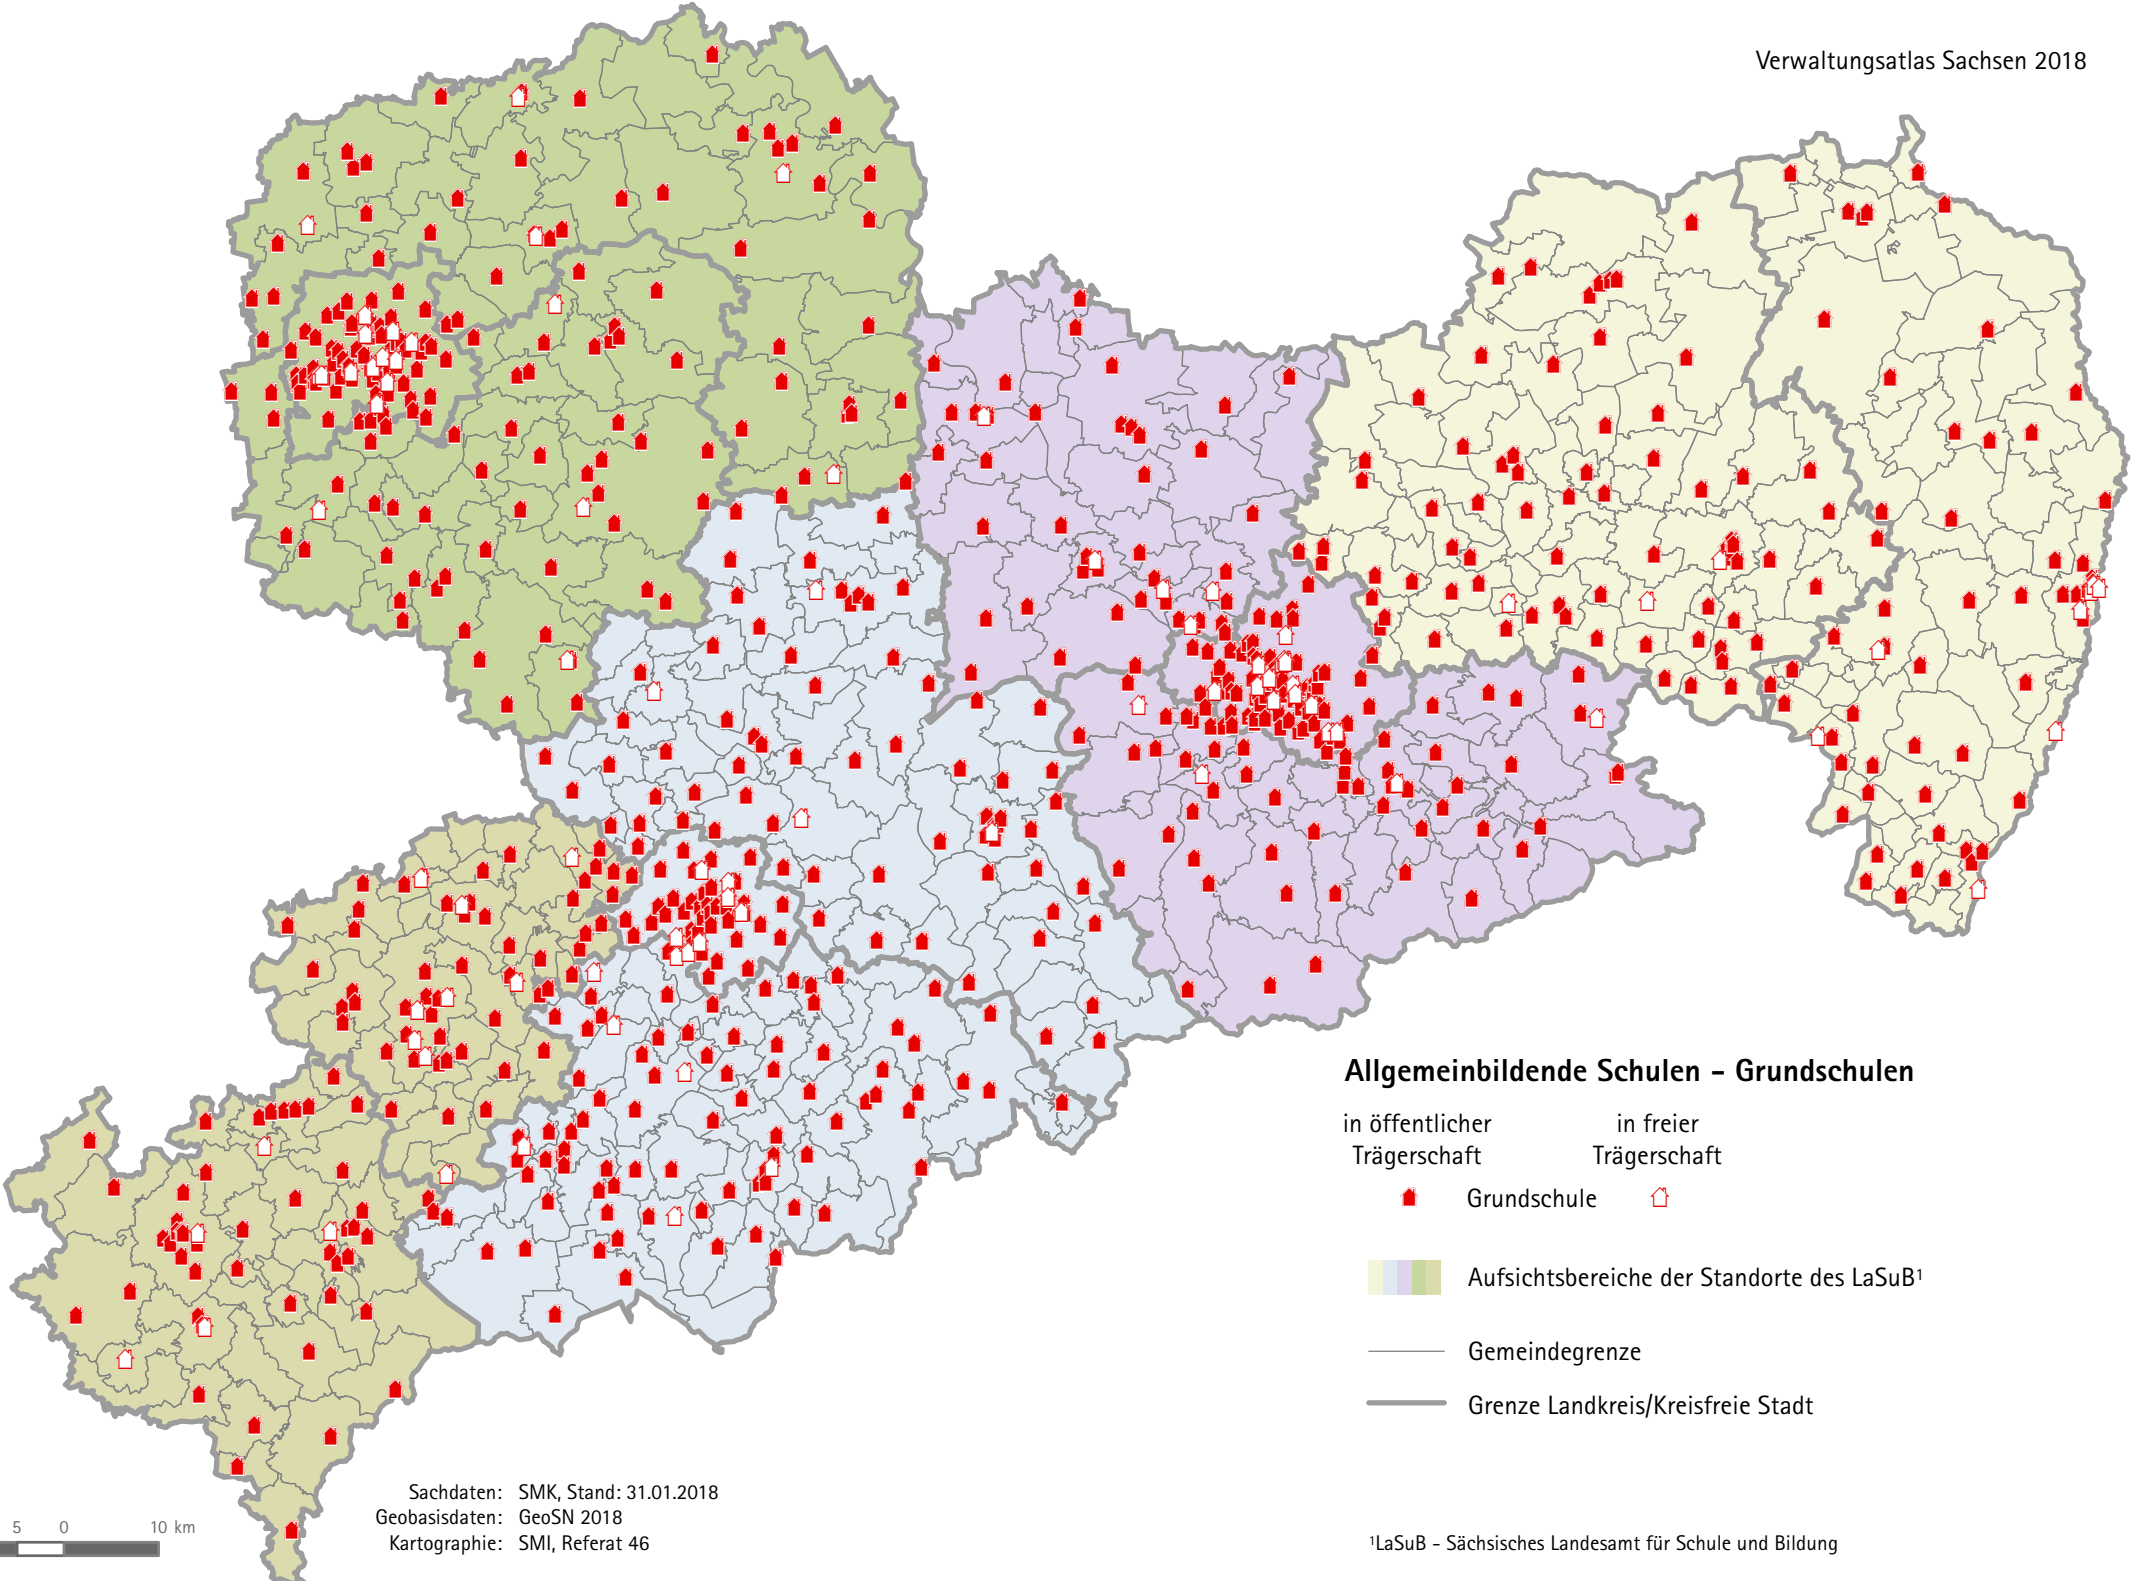 Verwaltungsatlas Sachsen 2018
Allgemeinbildende Schulen – Grundschulen
in öffentlicher Trägerschaft
in freier Trägerschaft
Grundschule
Aufsichtsbereiche der Standorte des LaSuB¹
Gemeindegrenze
Grenze Landkreis/Kreisfreie Stadt
Sachdaten: SMK, Stand: 31.01.2018
Geobasisdaten: GeoSN 2018
Kartographie: SMI, Referat 46
5 0 10 km
¹LaSuB – Sächsisches Landesamt für Schule und Bildung